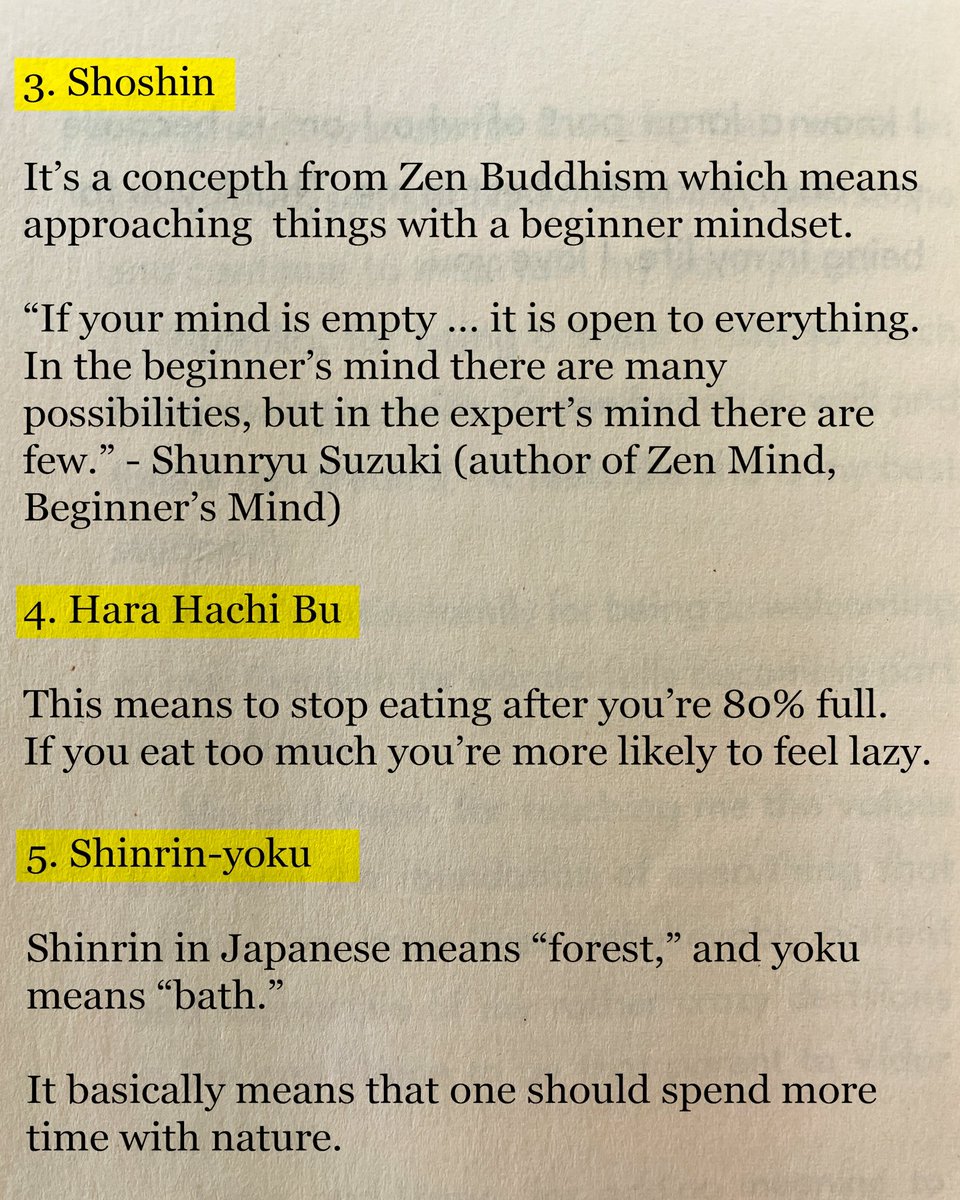 3. Shoshin
It’s a concepth from Zen Buddhism which means
approaching  things with a beginner mindset.
“If your mind is empty ... it is open to everything.
In the beginner’s mind there are many
possibilities, but in the expert’s mind there are
few.” - Shunryu Suzuki (author of Zen Mind,
Beginner’s Mind)
4. Hara Hachi Bu
This means to stop eating after you’re 80% full.
If you eat too much you’re more likely to feel lazy.
5. Shinrin-yoku
Shinrin in Japanese means “forest,” and yoku
means “bath.”
It basically means that one should spend more
time with nature.